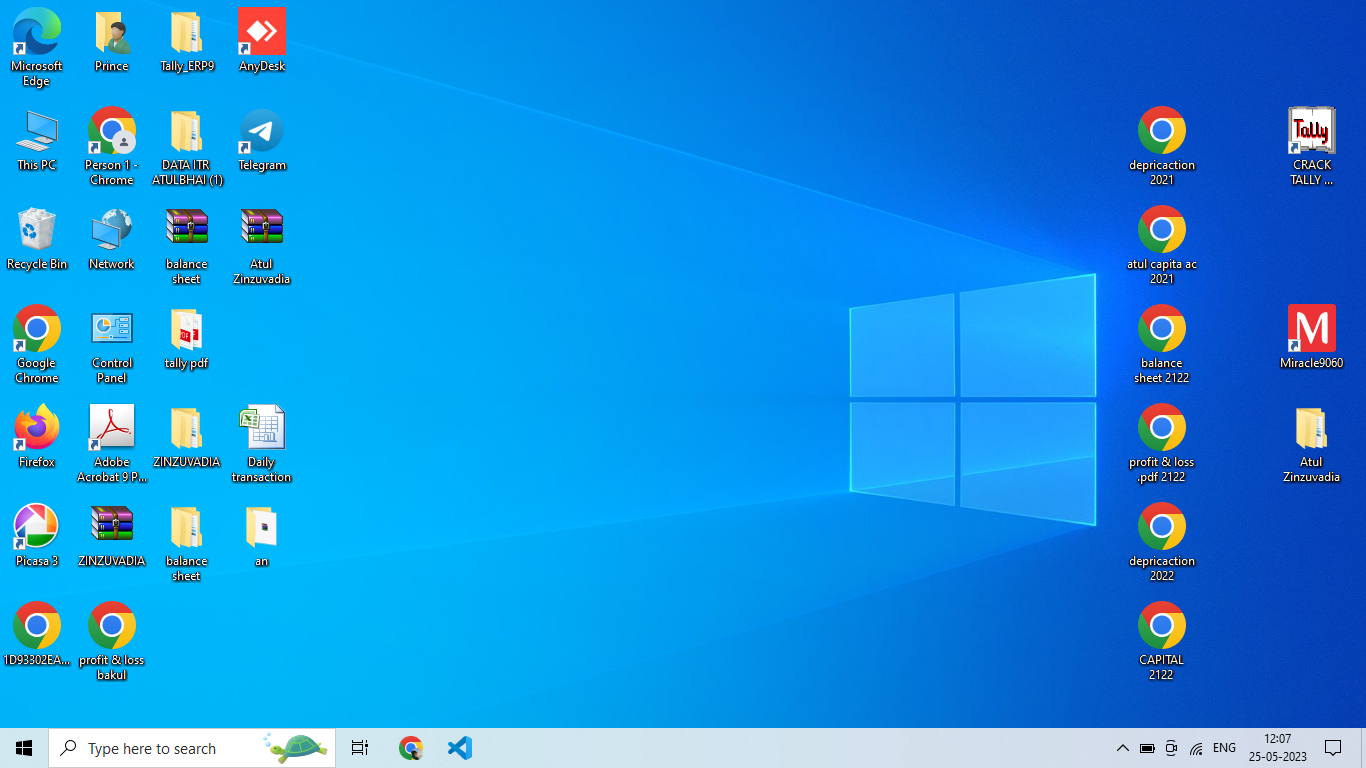 Microsoft
Edge
Prince
Tally_ERP9
AnyDesk
This PC
Person 1 -
Chrome
DATA ITR
ATULBHAI (1)
Telegram
depricaction
2021
Tally
CRACK
TALLY ...
Recycle Bin
Network
balance
sheet
Atul
Zinzuvadia
atul capita ac
2021
Google
Chrome
Control
Panel
PDF
tally pdf
balance
sheet 2122
M
Miracle9060
Firefox
Adobe
Acrobat 9 P...
ZINZUVADIA
Daily
transaction
profit & loss
.pdf 2122
Atul
Zinzuvadia
Picasa 3
ZINZUVADIA
balance
sheet
an
depricaction
2022
1D93302EA...
profit & loss
bakul
CAPITAL
2122
Type here to search
ENG
12:07
25-05-2023